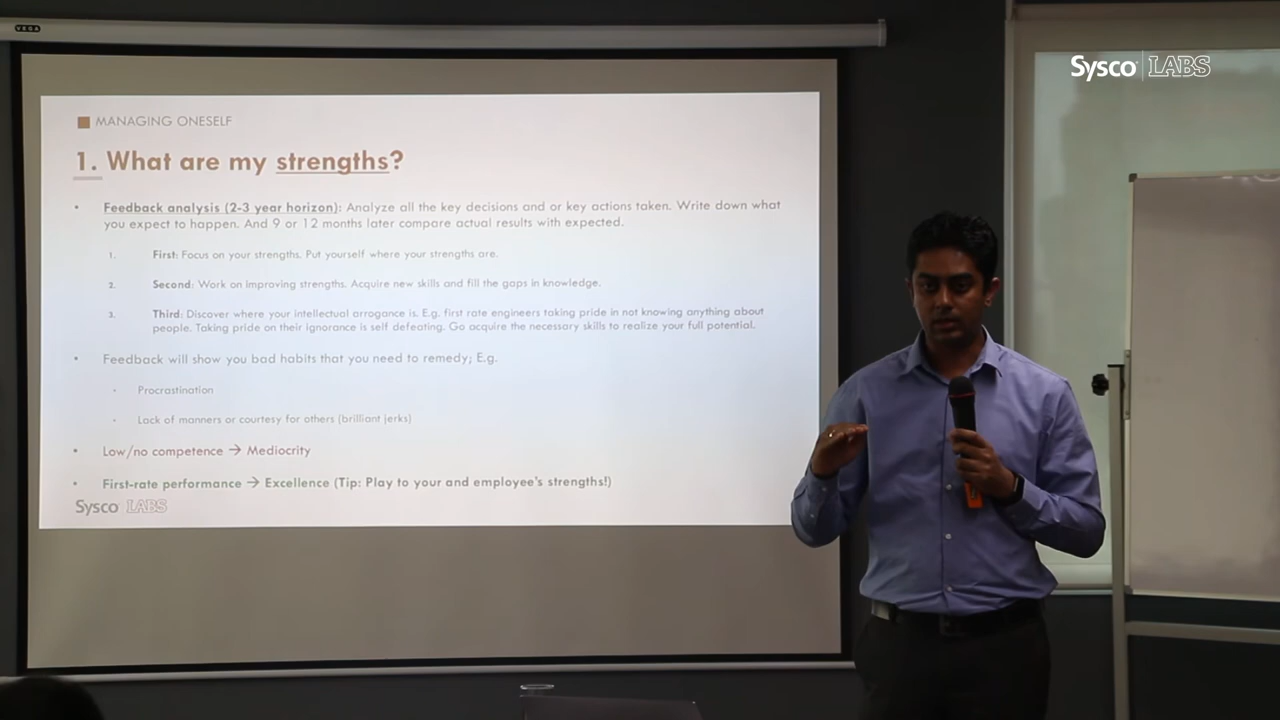 VEGA
Sysco LABS
MANAGING ONESELF
1. What are my strengths?
• Feedback analysis (2-3 year horizon): Analyze all the key decisions and or key actions taken. Write down what
you expect to happen. And 9 or 12 months later compare actual results with expected.
1. First: Focus on your strengths. Put yourself where your strengths are.
2. Second: Work on improving strengths. Acquire new skills and fill the gaps in knowledge.
3. Third: Discover where your intellectual arrogance is. E.g. first rate engineers taking pride in not knowing anything about
people. Taking pride on their ignorance is self defeating. Go acquire the necessary skills to realize your full potential.
• Feedback will show you bad habits that you need to remedy; E.g.
• Procrastination
• Lack of manners or courtesy for others (brilliant jerks)
• Low/no competence → Mediocrity
• First-rate performance → Excellence (Tip: Play to your and employee's strengths!)
Sysco LABS